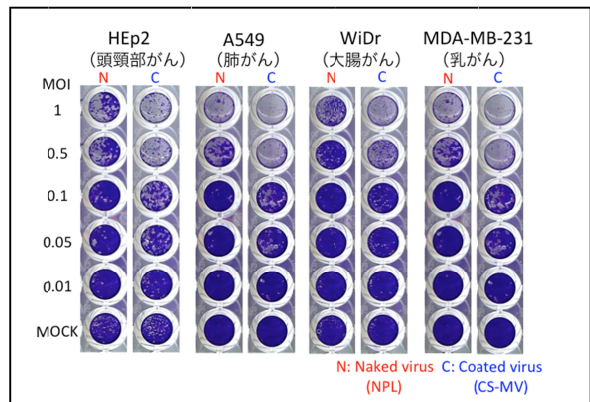 HEp2 A549 WiDr MDA-MB-231
(頭頸部がん) (肺がん) (大腸がん) (乳がん)
MOI N C N C N C N C
1
0.5
0.1
0.05
0.01
MOCK
N: Naked virus C: Coated virus
(NPL) (CS-MV)